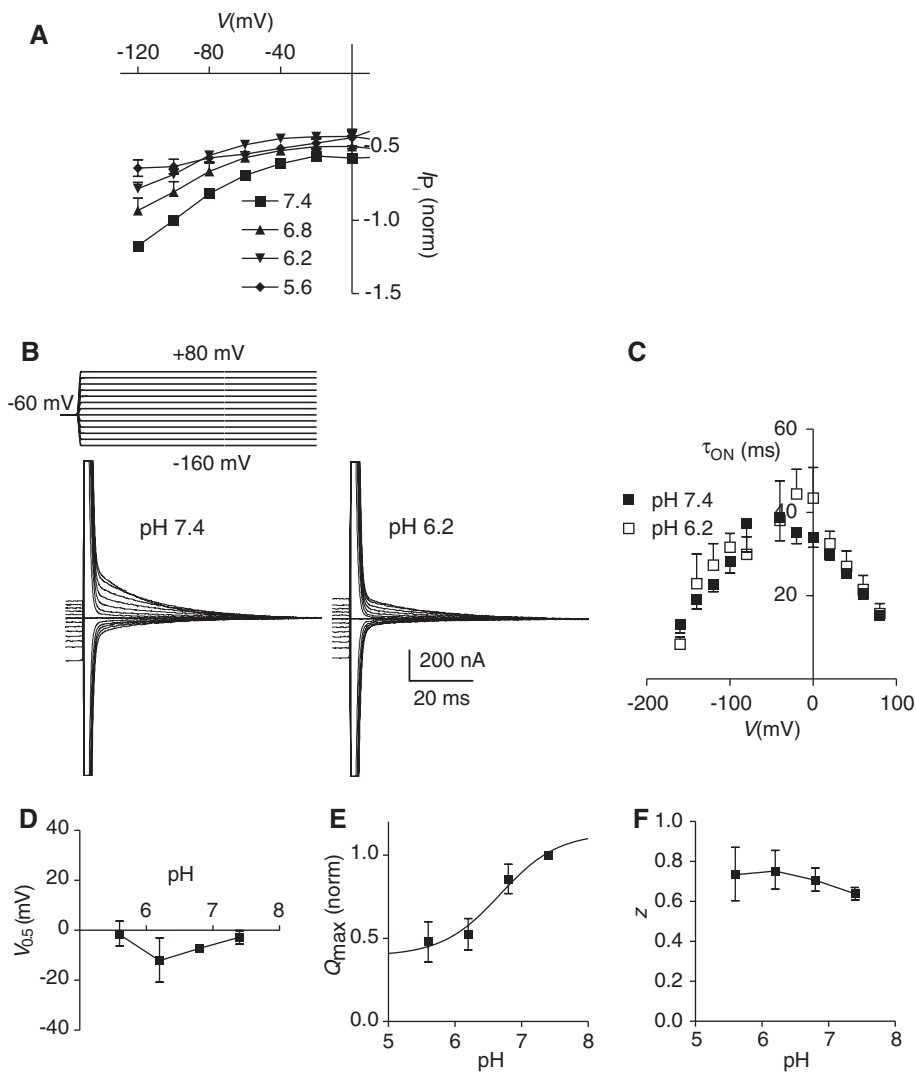 A
V(mV)
-120 -80 -40
-0.5
-1.0
-1.5
IPi (norm)
7.4
6.8
6.2
5.6
B
+80 mV
-60 mV
-160 mV
pH 7.4
pH 6.2
200 nA
20 ms
C
60
40
20
τON (ms)
pH 7.4
pH 6.2
-200 -100 0 100
V(mV)
D
40
20
0
-20
-40
V0.5 (mV)
pH
6 7 8
E
1.0
0.5
0.0
Qmax (norm)
5 6 7 8
pH
F
1.0
0.8
0.6
0.4
0.2
0.0
z
5 6 7 8
pH